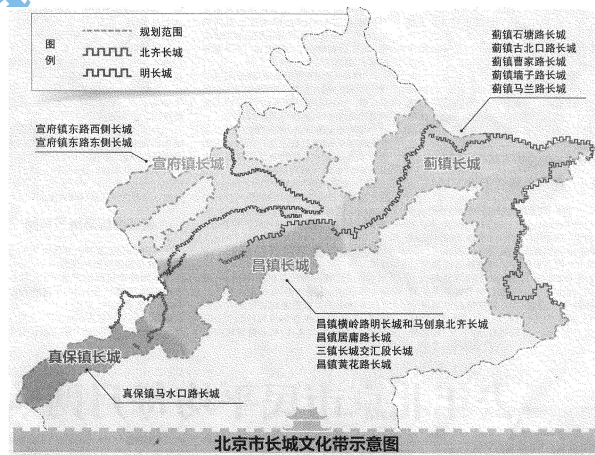 图例
规划范围
北齐长城
明长城
蓟镇石塘路长城
蓟镇古北口路长城
蓟镇曹家路长城
蓟镇墙子路长城
蓟镇马兰路长城
宣府镇东路西侧长城
宣府镇东路东侧长城
宣府镇长城
蓟镇长城
昌镇长城
昌镇横岭路明长城和马刨泉北齐长城
昌镇居庸路长城
三镇长城交汇段长城
昌镇黄花路长城
真保镇长城
真保镇马水口路长城
北京市长城文化带示意图